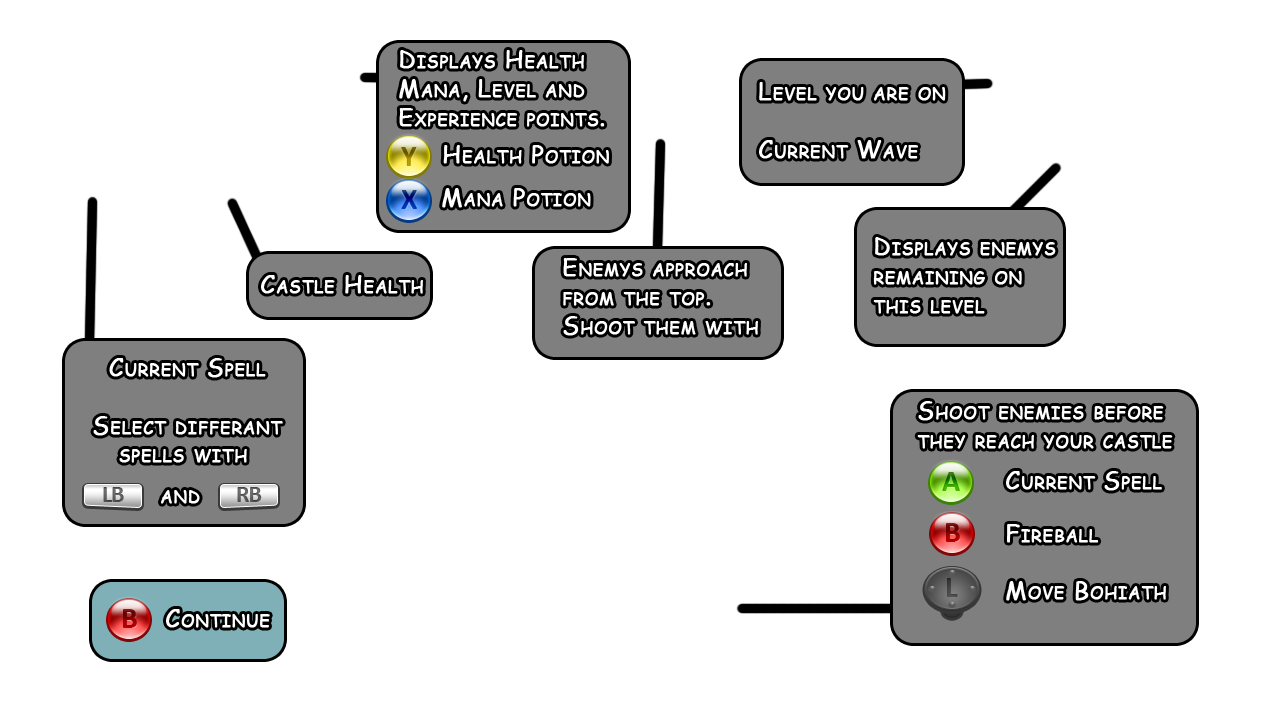 Displays Health
Mana, Level and
Experience points.
Y Health Potion
X Mana Potion
Level you are on
Current Wave
Castle Health
Enemys approach
from the top.
Shoot them with
Displays enemys
remaining on
this level
Current Spell
Select differant
spells with
LB and RB
Shoot enemies before
they reach your castle
A Current Spell
B Fireball
L Move Bohiath
B Continue